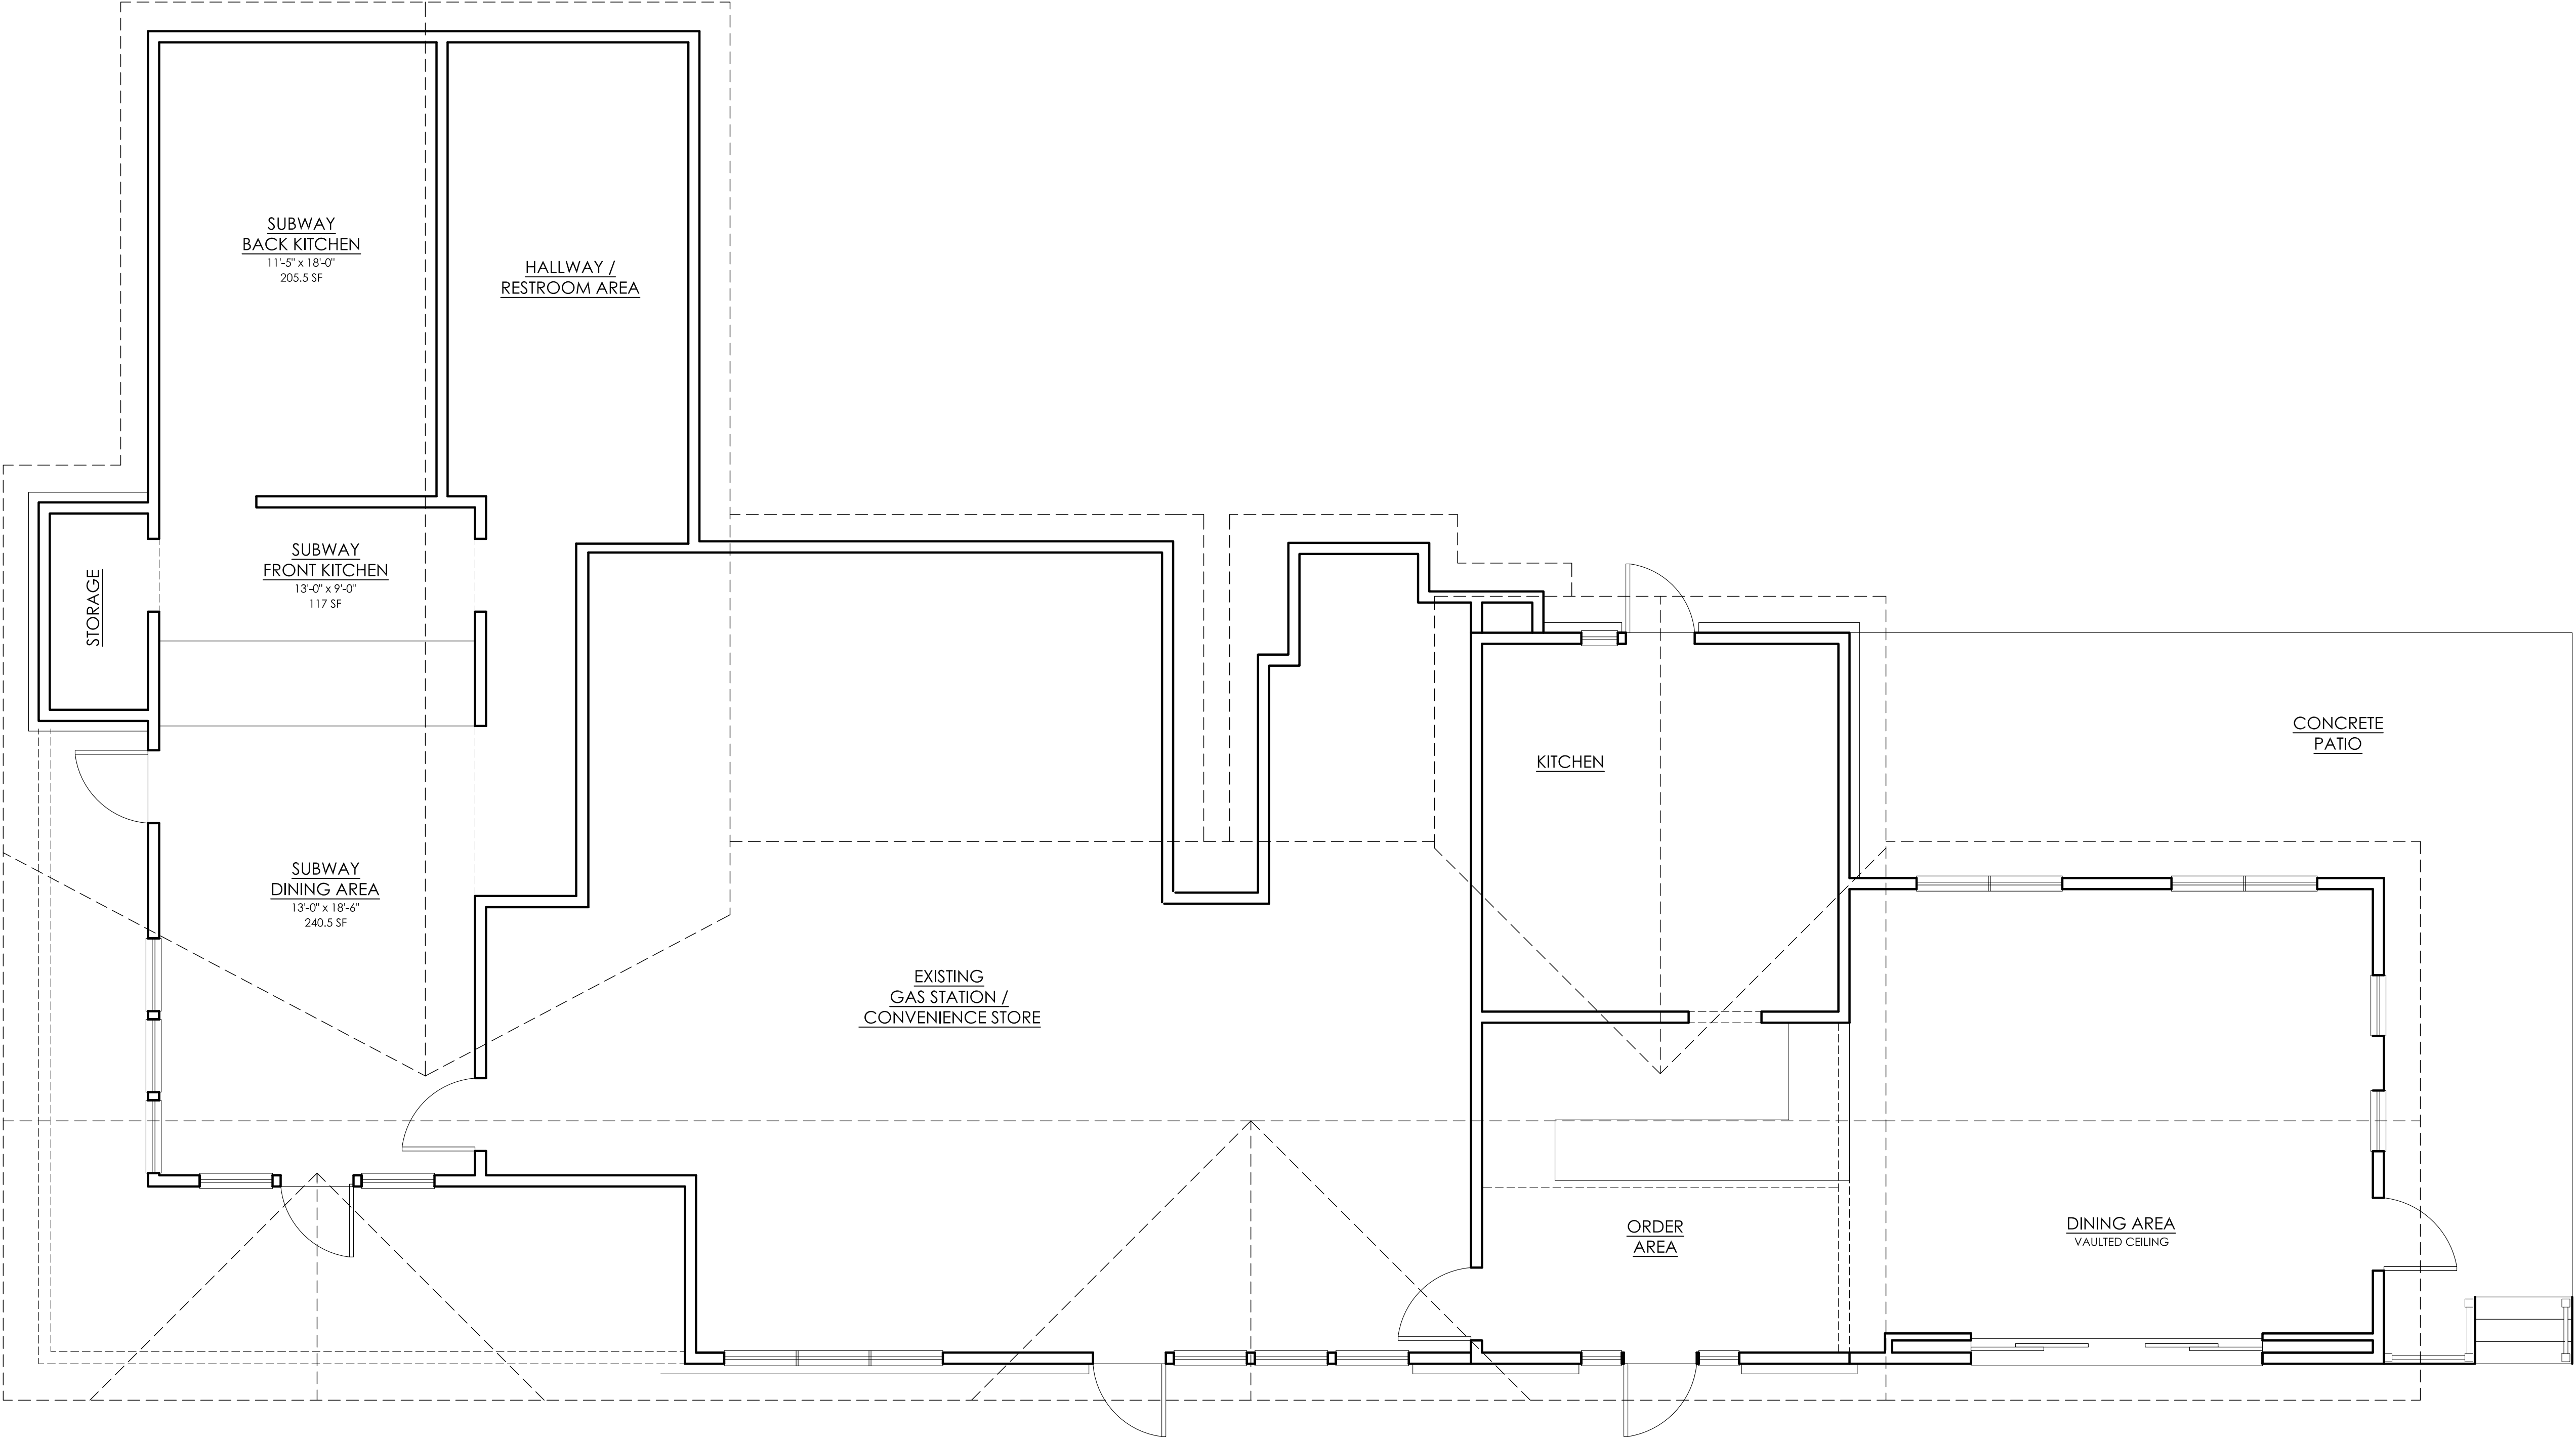 SUBWAY
BACK KITCHEN
11'-5" x 18'-0"
205.5 SF
HALLWAY /
RESTROOM AREA
STORAGE
SUBWAY
FRONT KITCHEN
13'-0" x 9'-0"
117 SF
SUBWAY
DINING AREA
13'-0" x 18'-6"
240.5 SF
EXISTING
GAS STATION /
CONVENIENCE STORE
KITCHEN
CONCRETE
PATIO
ORDER
AREA
DINING AREA
VAULTED CEILING